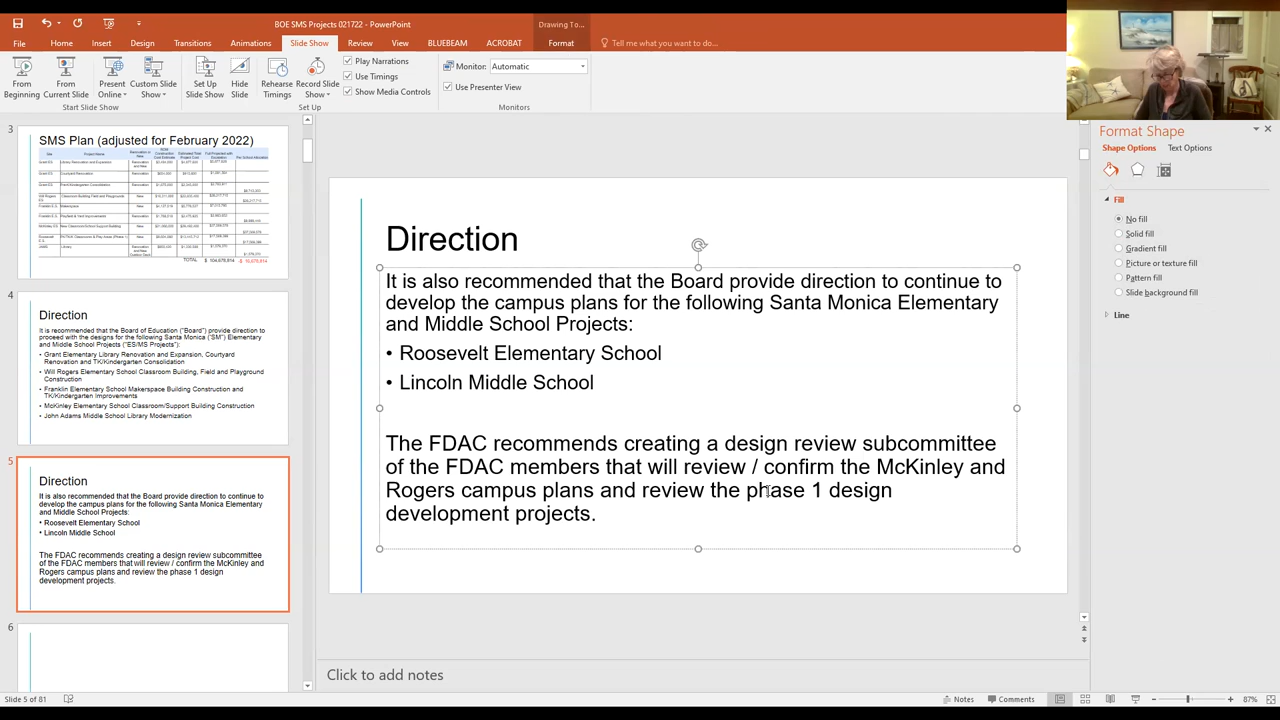 BOE SMS Projects 021722 - PowerPoint
Drawing To...
File Home Insert Design Transitions Animations Slide Show Review View BLUEBEAM ACROBAT Format Tell me what you want to do...
From Beginning
From Current Slide
Present Online
Custom Slide Show
Start Slide Show
Set Up Slide Show
Hide Slide
Rehearse Timings
Record Slide Show
Play Narrations
Use Timings
Show Media Controls
Set Up
Monitor: Automatic
Use Presenter View
Monitors
3
SMS Plan (adjusted for February 2022)
TOTAL
4
Direction
It is recommended that the Board of Education ("Board") provide direction to
proceed with the designs for the following Santa Monica ("SM") Elementary
and Middle School Projects ("ES/MS Projects"):
• Grant Elementary Library Renovation and Expansion, Courtyard
Renovation and TK/Kindergarten Consolidation
• Will Rogers Elementary School Classroom Building, Field and Playground
Construction
• Franklin Elementary School Makerspace Building Construction and
TK/Kindergarten Improvements
• McKinley Elementary School Classroom/Support Building Construction
• John Adams Middle School Library Modernization
5
Direction
It is also recommended that the Board provide direction to continue to
develop the campus plans for the following Santa Monica Elementary
and Middle School Projects:
• Roosevelt Elementary School
• Lincoln Middle School
The FDAC recommends creating a design review subcommittee
of the FDAC members that will review / confirm the McKinley and
Rogers campus plans and review the phase 1 design
development projects.
6
Direction
It is also recommended that the Board provide direction to continue to
develop the campus plans for the following Santa Monica Elementary
and Middle School Projects:
• Roosevelt Elementary School
• Lincoln Middle School
The FDAC recommends creating a design review subcommittee
of the FDAC members that will review / confirm the McKinley and
Rogers campus plans and review the phase 1 design
development projects.
Click to add notes
Format Shape
Shape Options Text Options
Fill
No fill
Solid fill
Gradient fill
Picture or texture fill
Pattern fill
Slide background fill
Line
Slide 5 of 81
Notes Comments 87%